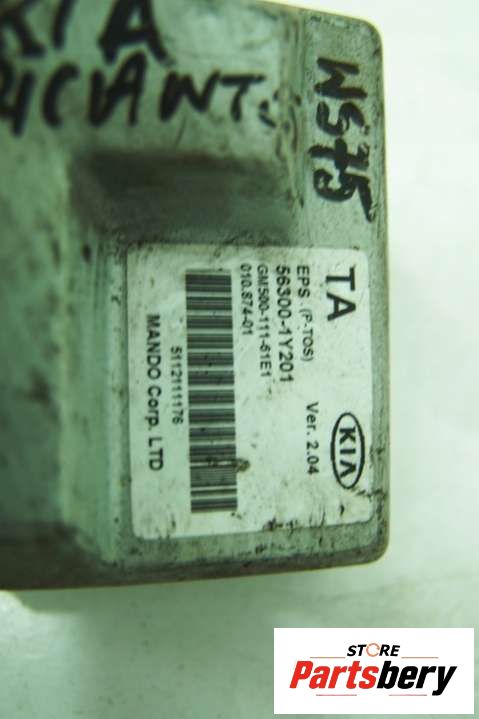 KIA
PICIANT.
WS75
TA
EPS (P-TOS)
56300-1Y201 Ver. 2.04
GM500-111-61E1
010.874-01
KIA
5112111176
MANDO Corp. LTD
STORE
Partsbery